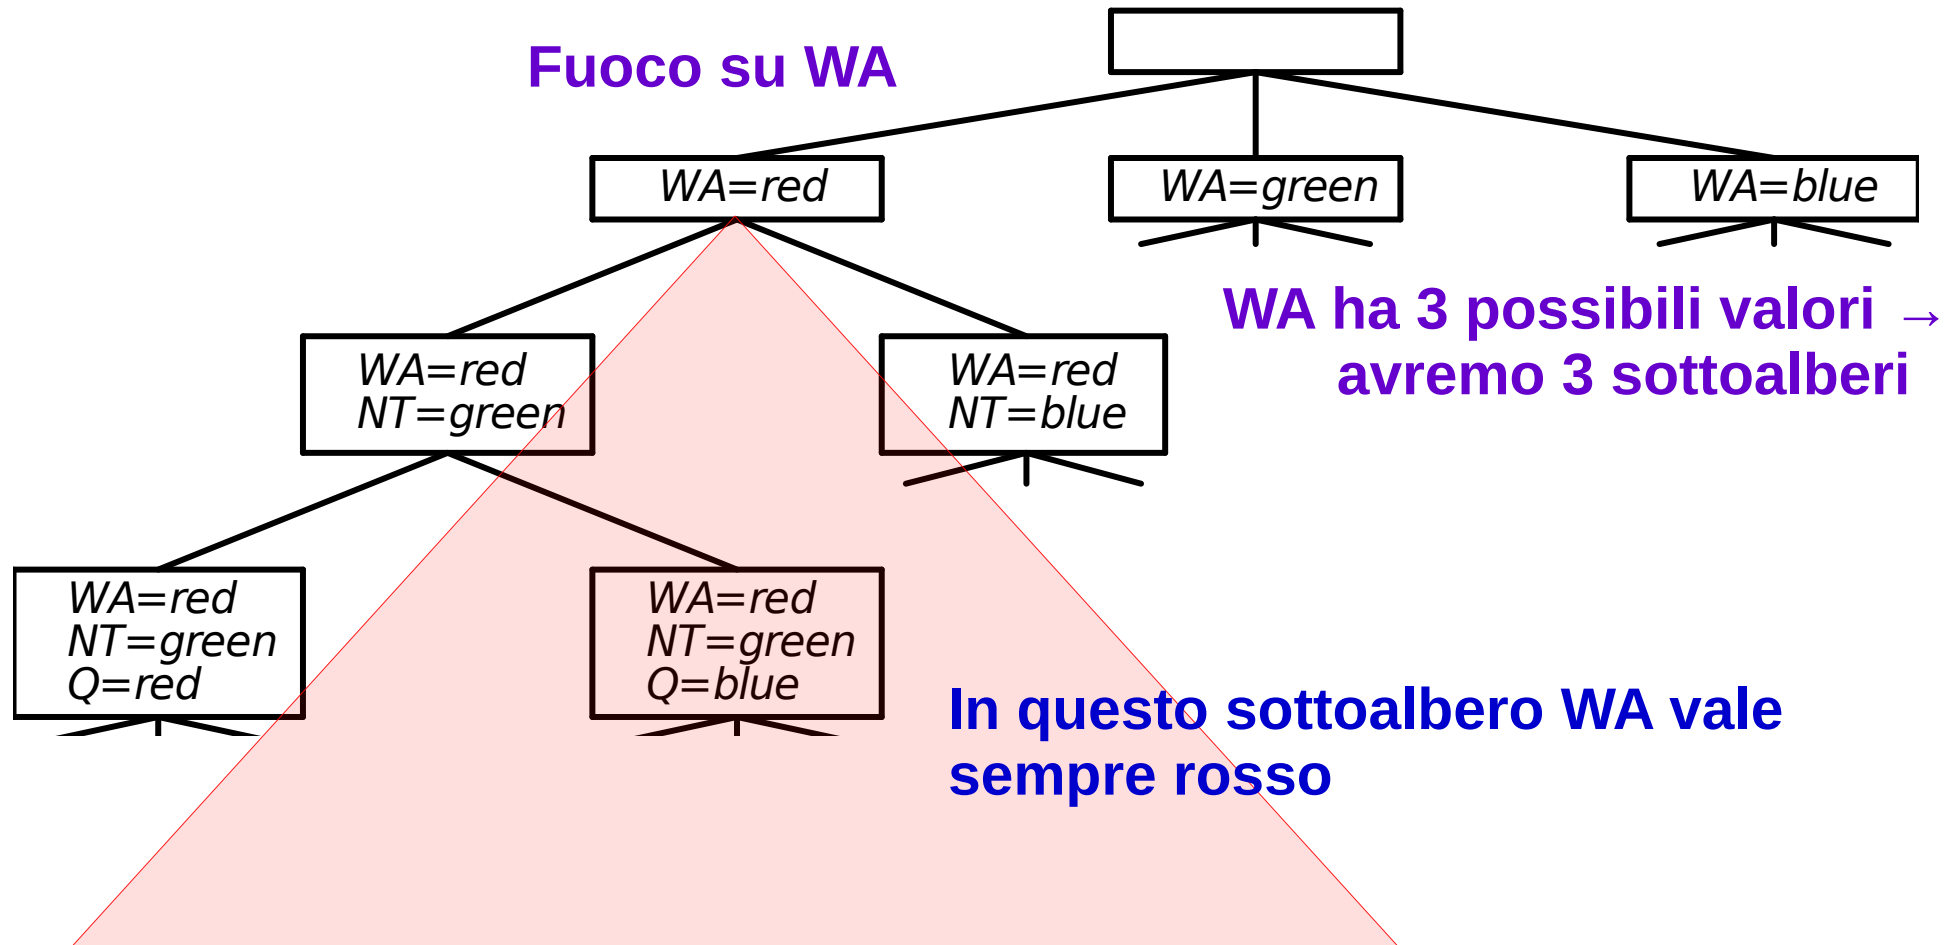 Fuoco su WA
WA=red
WA=green
WA=blue
WA ha 3 possibili valori →
avremo 3 sottoalberi
WA=red
NT=green
WA=red
NT=blue
WA=red
NT=green
Q=red
WA=red
NT=green
Q=blue
In questo sottoalbero WA vale
sempre rosso